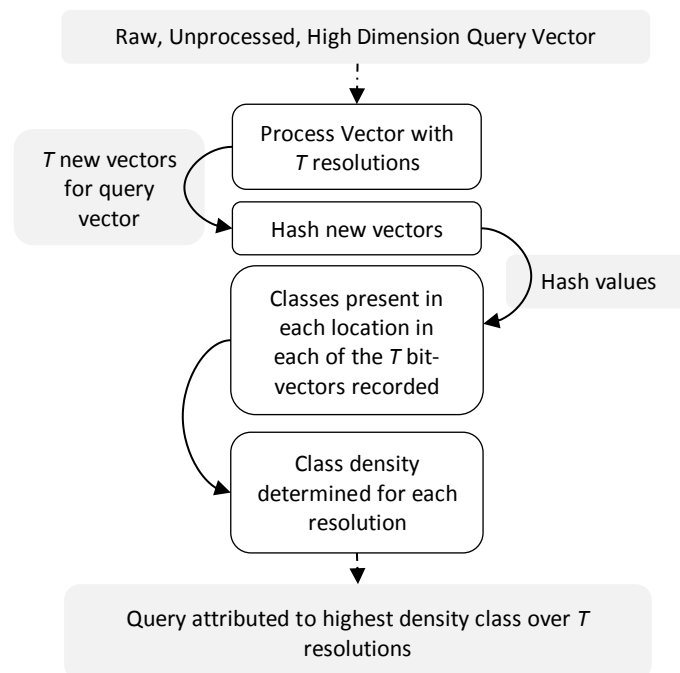 Raw, Unprocessed, High Dimension Query Vector
Process Vector with
T resolutions
T new vectors
for query
vector
Hash new vectors
Hash values
Classes present in
each location in
each of the T bit-
vectors recorded
Class density
determined for each
resolution
Query attributed to highest density class over T
resolutions